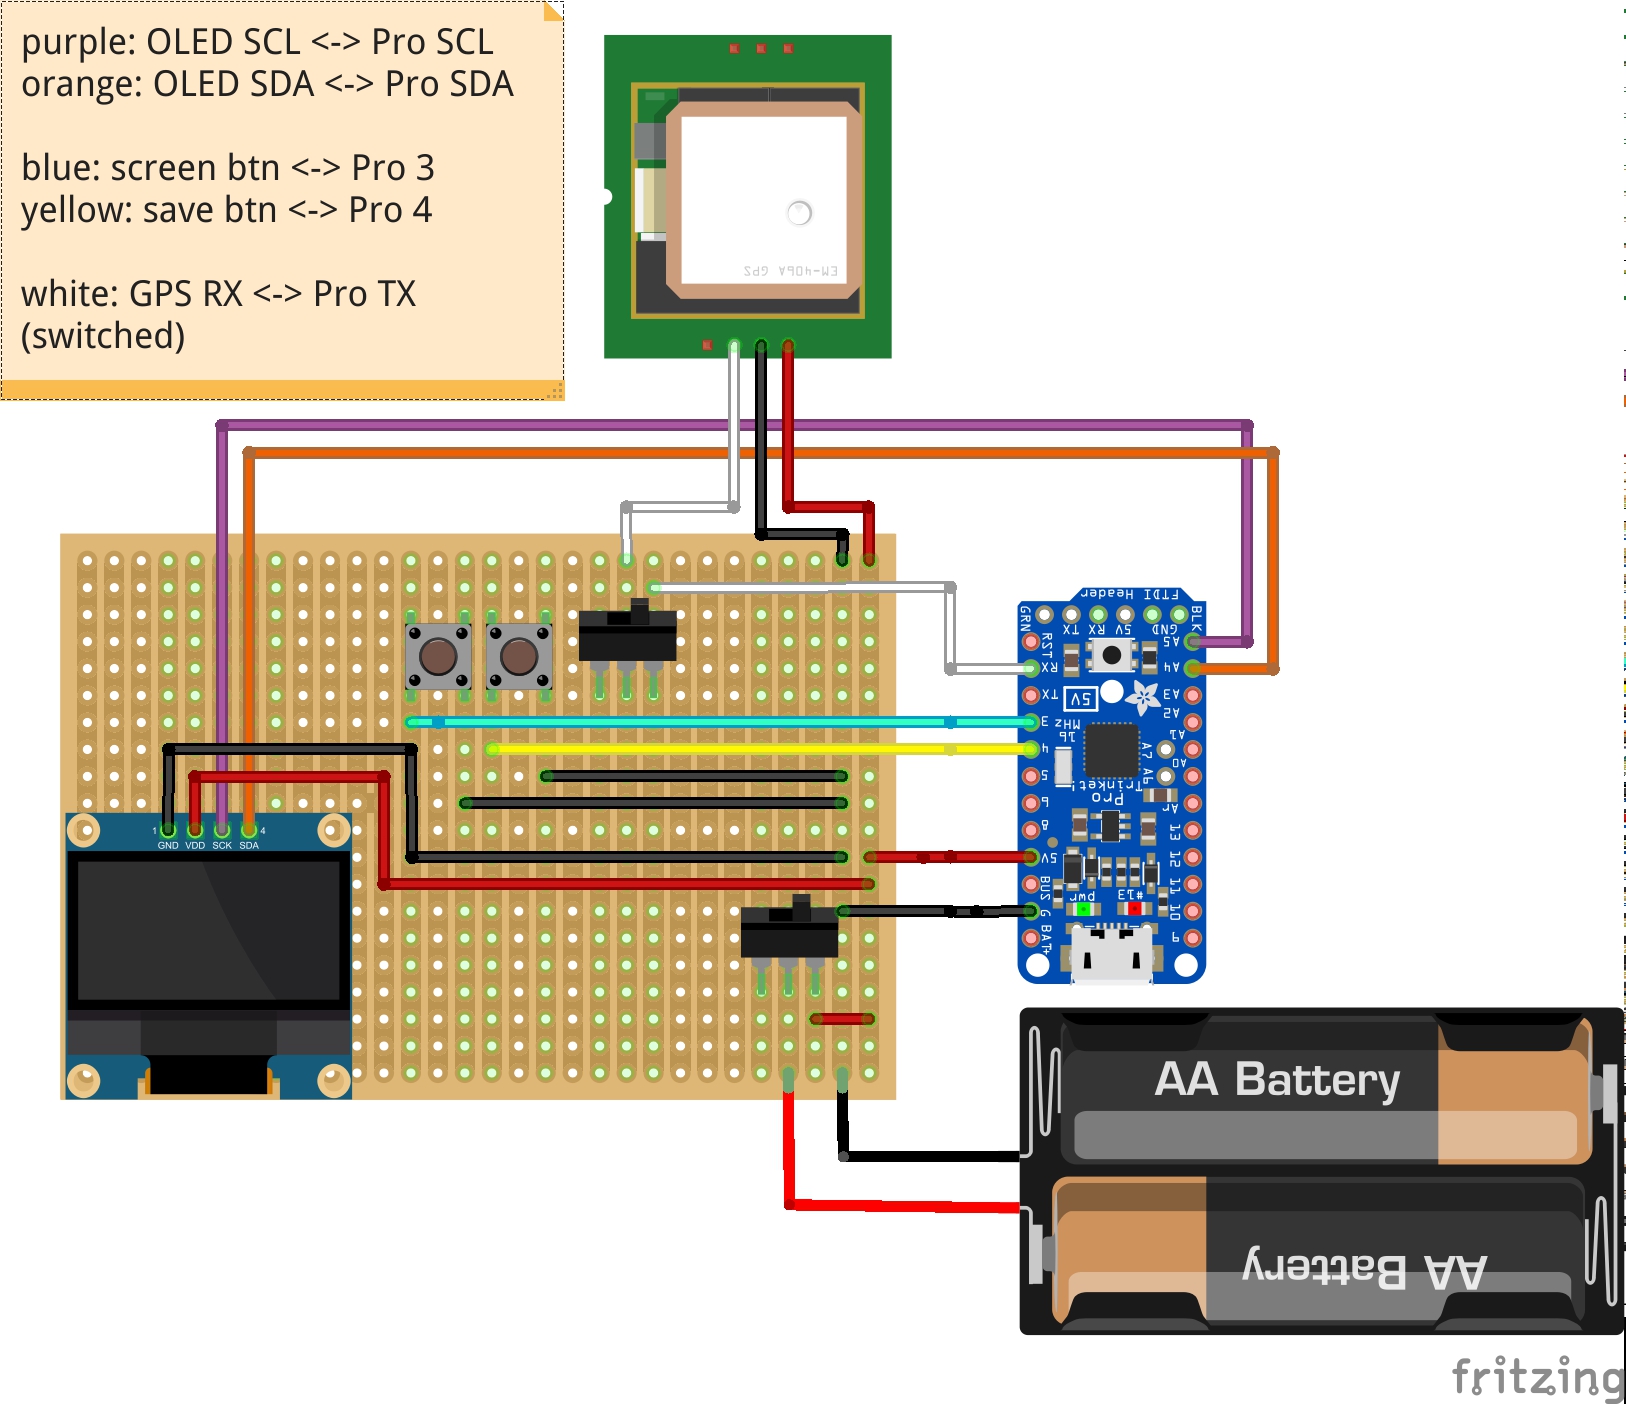 purple: OLED SCL <-> Pro SCL
orange: OLED SDA <-> Pro SDA
blue: screen btn <-> Pro 3
yellow: save btn <-> Pro 4
white: GPS RX <-> Pro TX
(switched)
EM-406A GPS
FTDI Header
GRN TX RX 5V GND BLK
RST
RX
TX
3
4
5
6
8
5V
BUS
G
BAT+
A5
A4
A3
A2
A1
A0
Ar
13
12
11
10
9
A7 A6
5V
16 MHz
Trinket!
Pro
pwr
#13
1 4
GND VDD SCK SDA
AA Battery
AA Battery
fritzing